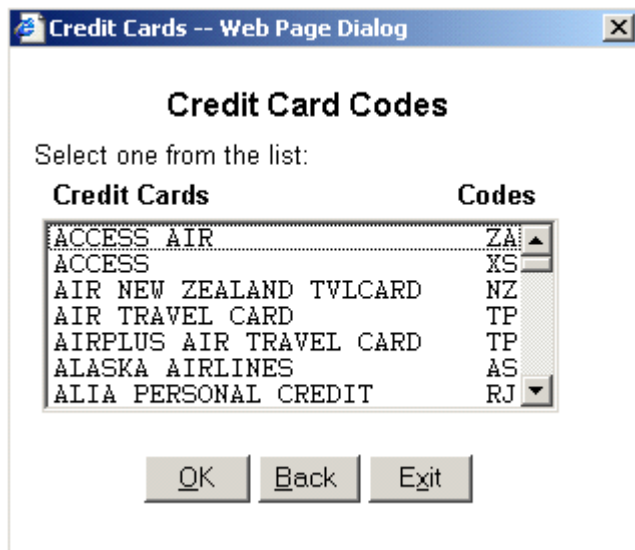 Credit Cards -- Web Page Dialog
Credit Card Codes
Select one from the list:
Credit Cards Codes
ACCESS AIR ZA
ACCESS XS
AIR NEW ZEALAND TVLCARD NZ
AIR TRAVEL CARD TP
AIRPLUS AIR TRAVEL CARD TP
ALASKA AIRLINES AS
ALIA PERSONAL CREDIT RJ
OK Back Exit